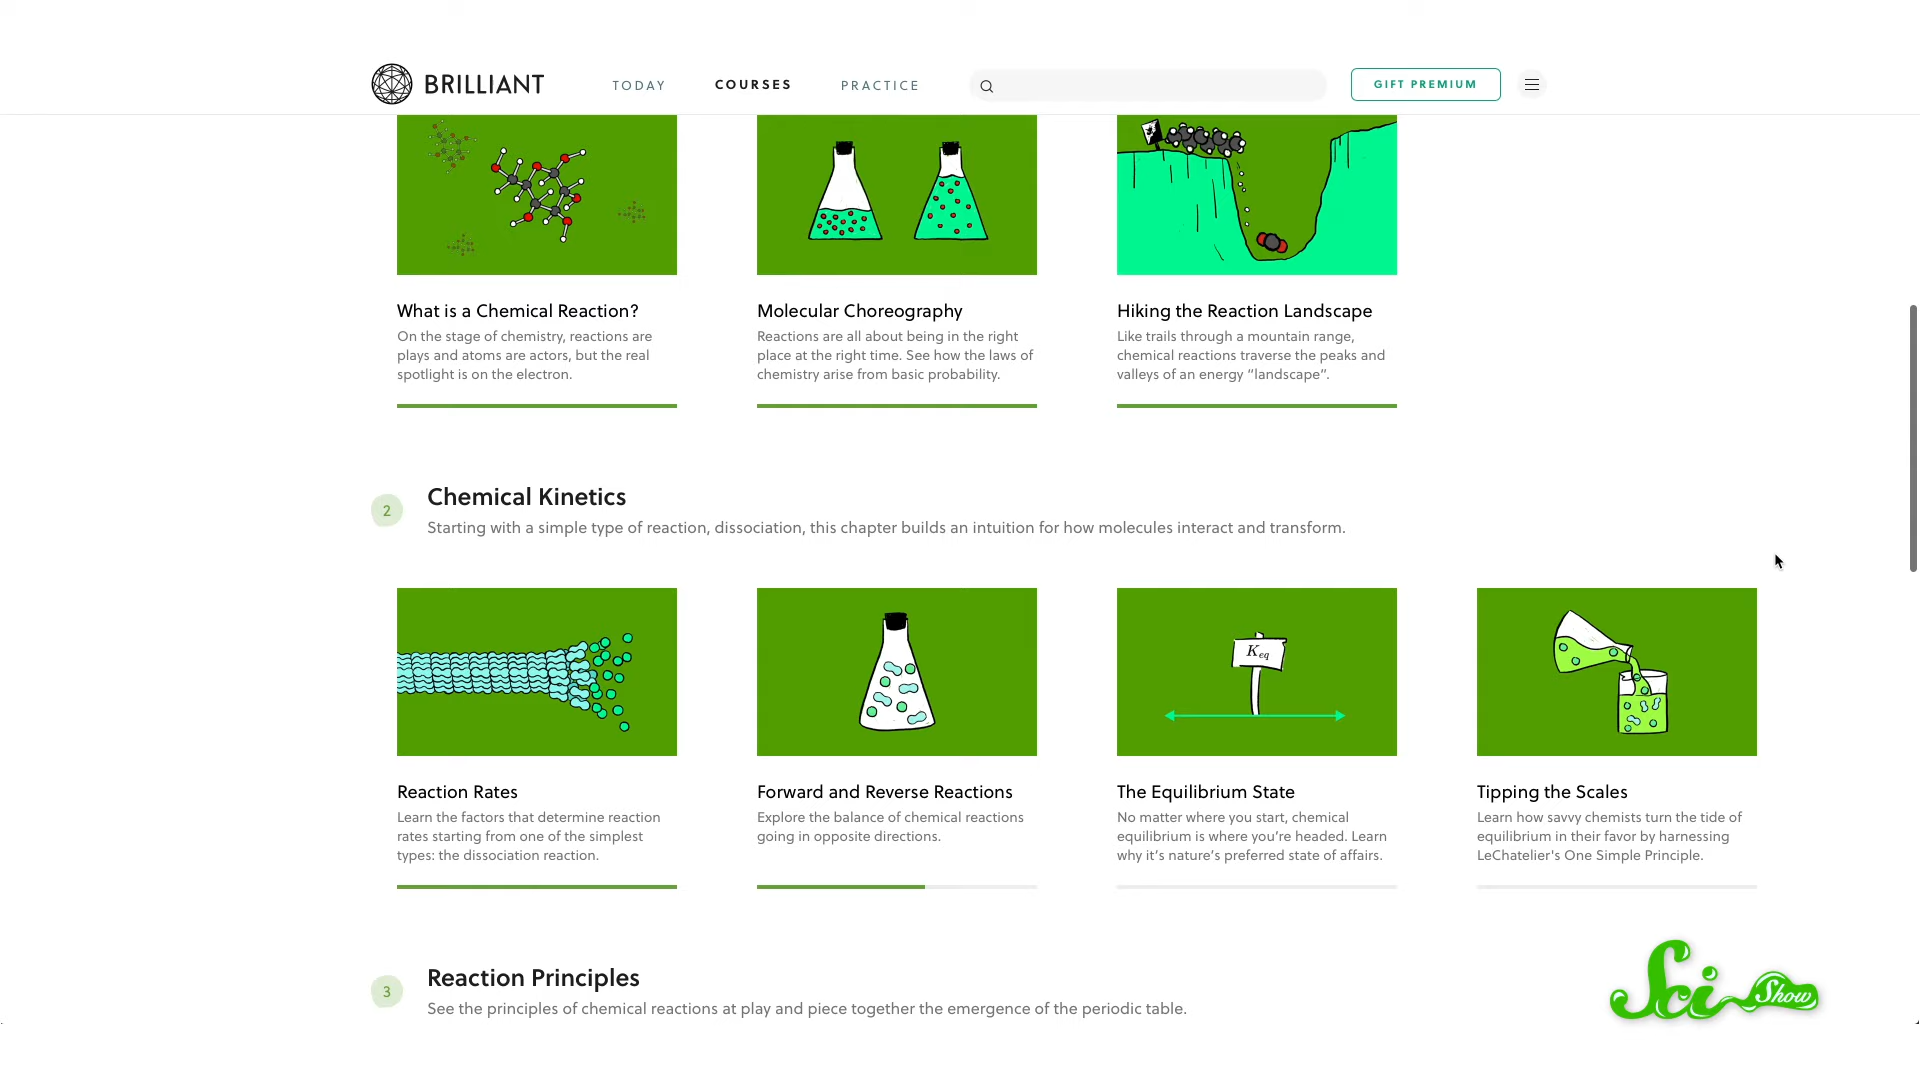 BRILLIANT
TODAY
COURSES
PRACTICE
GIFT PREMIUM
What is a Chemical Reaction?
On the stage of chemistry, reactions are
plays and atoms are actors, but the real
spotlight is on the electron.
Molecular Choreography
Reactions are all about being in the right
place at the right time. See how the laws of
chemistry arise from basic probability.
Hiking the Reaction Landscape
Like trails through a mountain range,
chemical reactions traverse the peaks and
valleys of an energy “landscape”.
2
Chemical Kinetics
Starting with a simple type of reaction, dissociation, this chapter builds an intuition for how molecules interact and transform.
Keq
Reaction Rates
Learn the factors that determine reaction
rates starting from one of the simplest
types: the dissociation reaction.
Forward and Reverse Reactions
Explore the balance of chemical reactions
going in opposite directions.
The Equilibrium State
No matter where you start, chemical
equilibrium is where you’re headed. Learn
why it’s nature’s preferred state of affairs.
Tipping the Scales
Learn how savvy chemists turn the tide of
equilibrium in their favor by harnessing
LeChatelier's One Simple Principle.
3
Reaction Principles
See the principles of chemical reactions at play and piece together the emergence of the periodic table.
Sci Show